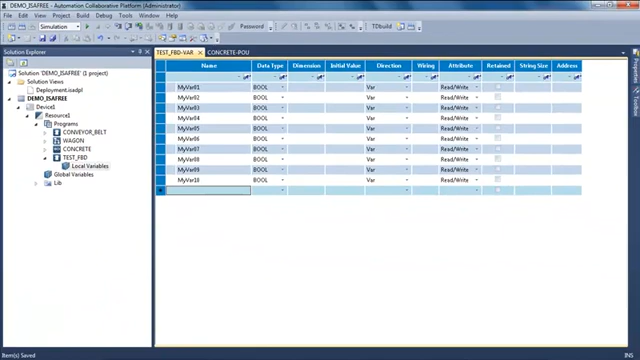 DEMO_ISAFREE - Automation Collaborative Platform (Administrator)
File Edit View Project Build Debug Tools Window Help
Simulation Password TDbuild
Solution Explorer
Solution 'DEMO_ISAFREE' (1 project)
Solution Views
Deployment.isadpl
DEMO_ISAFREE
Device1
Resource1
Programs
CONVEYOR_BELT
WAGON
CONCRETE
TEST_FBD
Local Variables
Global Variables
Lib
TEST_FBD-VAR CONCRETE-POU
Name Data Type Dimension Initial Value Direction Wiring Attribute Retained String Size Address
MyVar01 BOOL Var Read/Write
MyVar02 BOOL Var Read/Write
MyVar03 BOOL Var Read/Write
MyVar04 BOOL Var Read/Write
MyVar05 BOOL Var Read/Write
MyVar06 BOOL Var Read/Write
MyVar07 BOOL Var Read/Write
MyVar08 BOOL Var Read/Write
MyVar09 BOOL Var Read/Write
MyVar10 BOOL Var Read/Write
Properties
Toolbox
Item(s) Saved INS